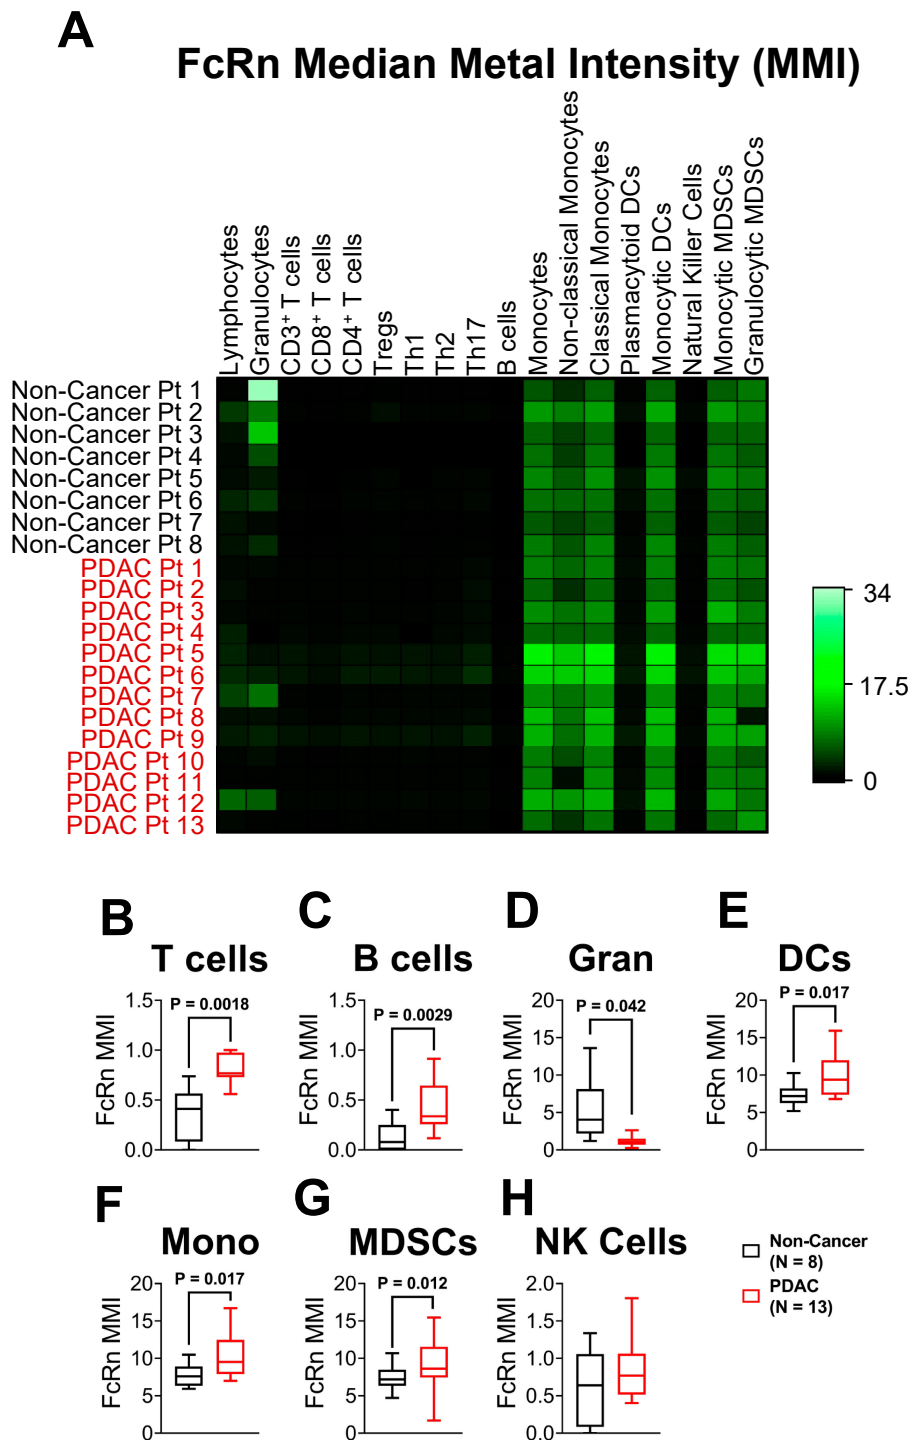 A
FcRn Median Metal Intensity (MMI)
Lymphocytes
Granulocytes
CD3⁺ T cells
CD8⁺ T cells
CD4⁺ T cells
Tregs
Th1
Th2
Th17
B cells
Monocytes
Non-classical Monocytes
Classical Monocytes
Plasmacytoid DCs
Monocytic DCs
Natural Killer Cells
Monocytic MDSCs
Granulocytic MDSCs
Non-Cancer Pt 1
Non-Cancer Pt 2
Non-Cancer Pt 3
Non-Cancer Pt 4
Non-Cancer Pt 5
Non-Cancer Pt 6
Non-Cancer Pt 7
Non-Cancer Pt 8
PDAC Pt 1
PDAC Pt 2
PDAC Pt 3
PDAC Pt 4
PDAC Pt 5
PDAC Pt 6
PDAC Pt 7
PDAC Pt 8
PDAC Pt 9
PDAC Pt 10
PDAC Pt 11
PDAC Pt 12
PDAC Pt 13
34
17.5
0
B
T cells
P = 0.0018
FcRn MMI
1.5
1.0
0.5
0.0
C
B cells
P = 0.0029
FcRn MMI
1.5
1.0
0.5
0.0
D
Gran
P = 0.042
FcRn MMI
20
15
10
5
0
E
DCs
P = 0.017
FcRn MMI
20
15
10
5
0
F
Mono
P = 0.017
FcRn MMI
20
15
10
5
0
G
MDSCs
P = 0.012
FcRn MMI
20
15
10
5
0
H
NK Cells
FcRn MMI
2.0
1.5
1.0
0.5
0.0
Non-Cancer
(N = 8)
PDAC
(N = 13)